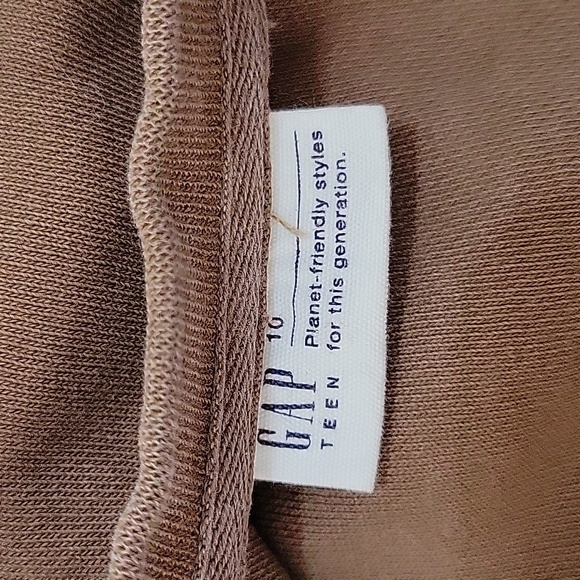 10
GAP
TEEN
Planet-friendly styles
for this generation.